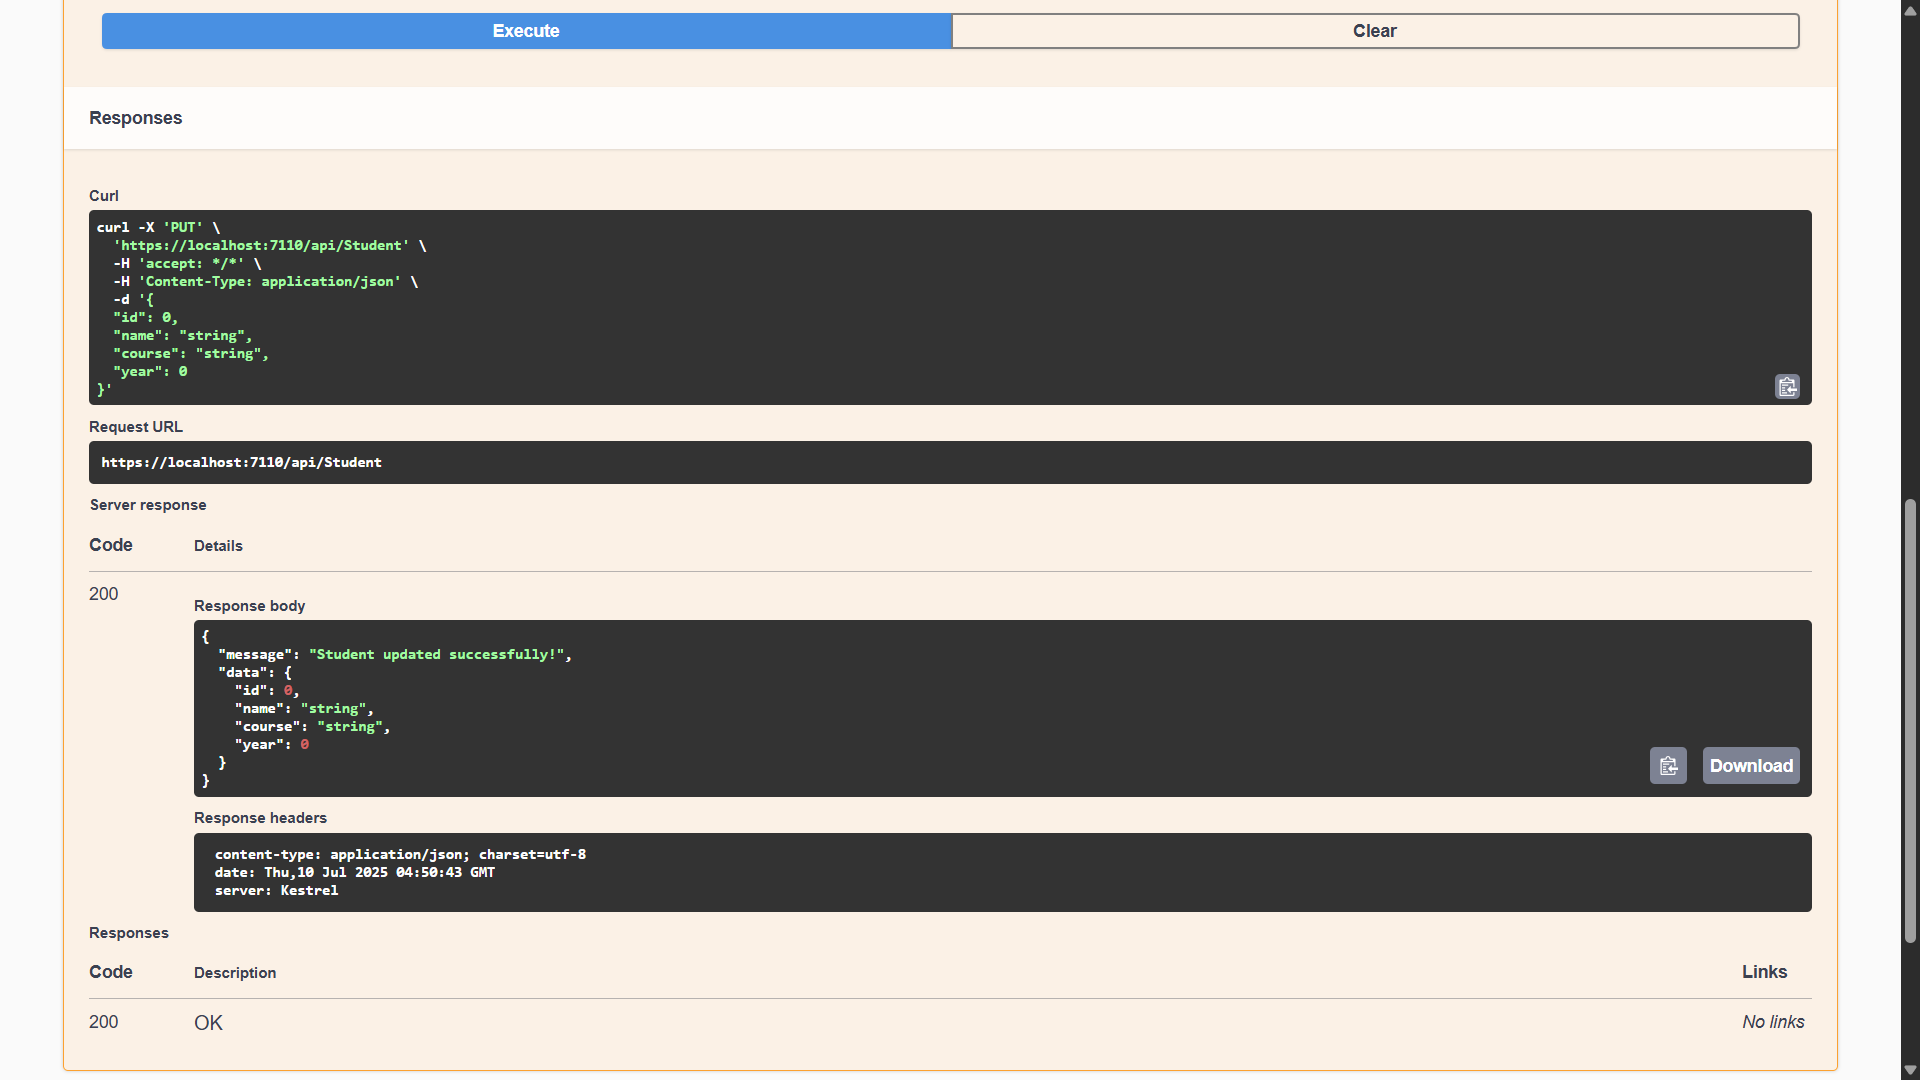 Execute
Clear
Responses
Curl
curl -X 'PUT' \
  'https://localhost:7110/api/Student' \
  -H 'accept: */*' \
  -H 'Content-Type: application/json' \
  -d '{
  "id": 0,
  "name": "string",
  "course": "string",
  "year": 0
}'
Request URL
https://localhost:7110/api/Student
Server response
Code Details
200
Response body
{
  "message": "Student updated successfully!",
  "data": {
    "id": 0,
    "name": "string",
    "course": "string",
    "year": 0
  }
}
Download
Response headers
content-type: application/json; charset=utf-8
date: Thu,10 Jul 2025 04:50:43 GMT
server: Kestrel
Responses
Code Description Links
200 OK No links